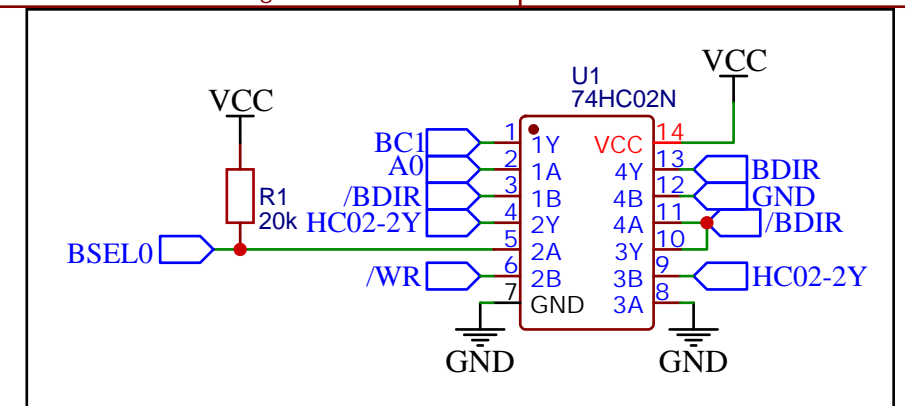 U1
74HC02N
VCC
VCC
R1
20k
BC1 1 1Y VCC 14
A0 2 1A 4Y 13 BDIR
/BDIR 3 1B 4B 12 GND
HC02-2Y 4 2Y 4A 11 /BDIR
BSEL0 5 2A 3Y 10
/WR 6 2B 3B 9 HC02-2Y
7 GND 3A 8
GND
GND